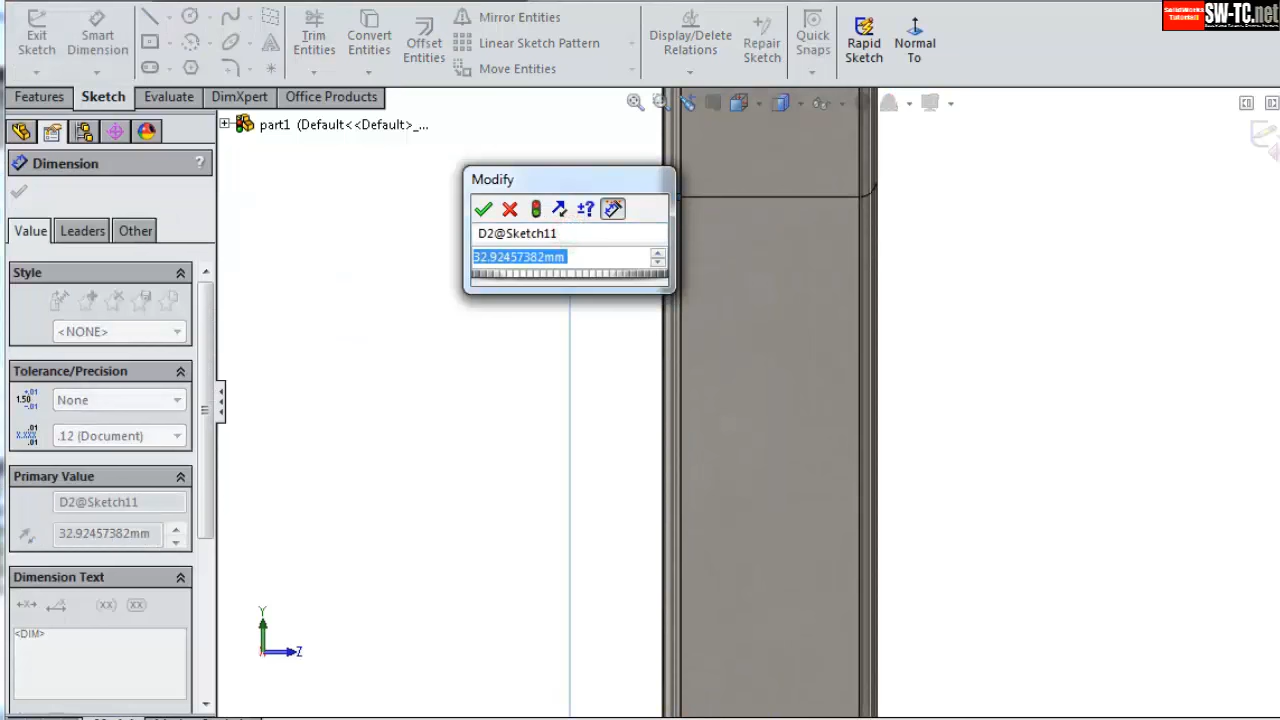 SolidWorks
Tutorial!
SW-TC.net
Exit
Sketch
Smart
Dimension
Trim
Entities
Convert
Entities
Offset
Entities
Mirror Entities
Linear Sketch Pattern
Move Entities
Display/Delete
Relations
Repair
Sketch
Quick
Snaps
Rapid
Sketch
Normal
To
Features
Sketch
Evaluate
DimXpert
Office Products
part1 (Default<<Default>_...
Dimension
?
Value
Leaders
Other
Style
<NONE>
Tolerance/Precision
None
.12 (Document)
Primary Value
D2@Sketch11
32.92457382mm
Dimension Text
<DIM>
Modify
D2@Sketch11
32.92457382mm
Y
Z